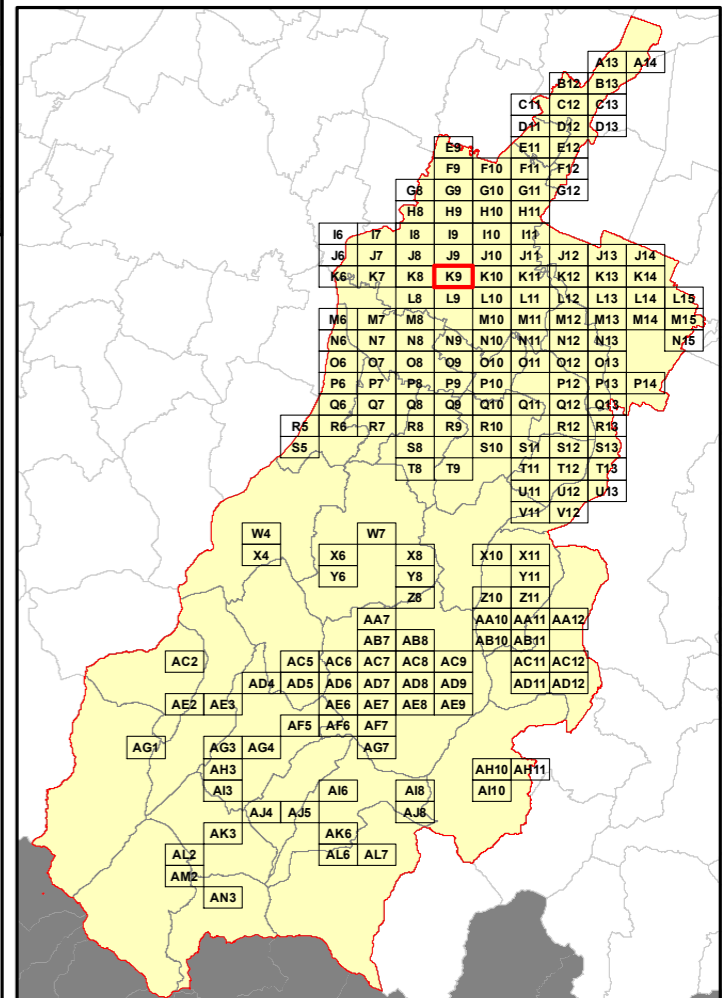 A13 A14
B12 B13
C11 C12 C13
D11 D12 D13
E9 E11 E12
F9 F10 F11 F12
G8 G9 G10 G11 G12
H8 H9 H10 H11
I6 I7 I8 I9 I10 I11
J6 J7 J8 J9 J10 J11 J12 J13 J14
K6 K7 K8 K9 K10 K11 K12 K13 K14
L8 L9 L10 L11 L12 L13 L14 L15
M6 M7 M8 M10 M11 M12 M13 M14 M15
N6 N7 N8 N9 N10 N11 N12 N13 N15
O6 O7 O8 O9 O10 O11 O12 O13
P6 P7 P8 P9 P10 P12 P13 P14
Q6 Q7 Q8 Q9 Q10 Q11 Q12 Q13
R5 R6 R7 R8 R9 R10 R12 R13
S5 S8 S10 S11 S12 S13
T8 T9 T11 T12 T13
U11 U12 U13
V11 V12
W4 W7
X4 X6 X8 X10 X11
Y6 Y8 Y11
Z8 Z10 Z11
AA7 AA10 AA11 AA12
AB7 AB8 AB10 AB11
AC2 AC5 AC6 AC7 AC8 AC9 AC11 AC12
AD4 AD5 AD6 AD7 AD8 AD9 AD11 AD12
AE2 AE3 AE6 AE7 AE8 AE9
AF5 AF6 AF7
AG1 AG3 AG4 AG7
AH3 AH10 AH11
AI3 AI6 AI8 AI10
AJ4 AJ5 AJ8
AK3 AK6
AL2 AL6 AL7
AM2
AN3